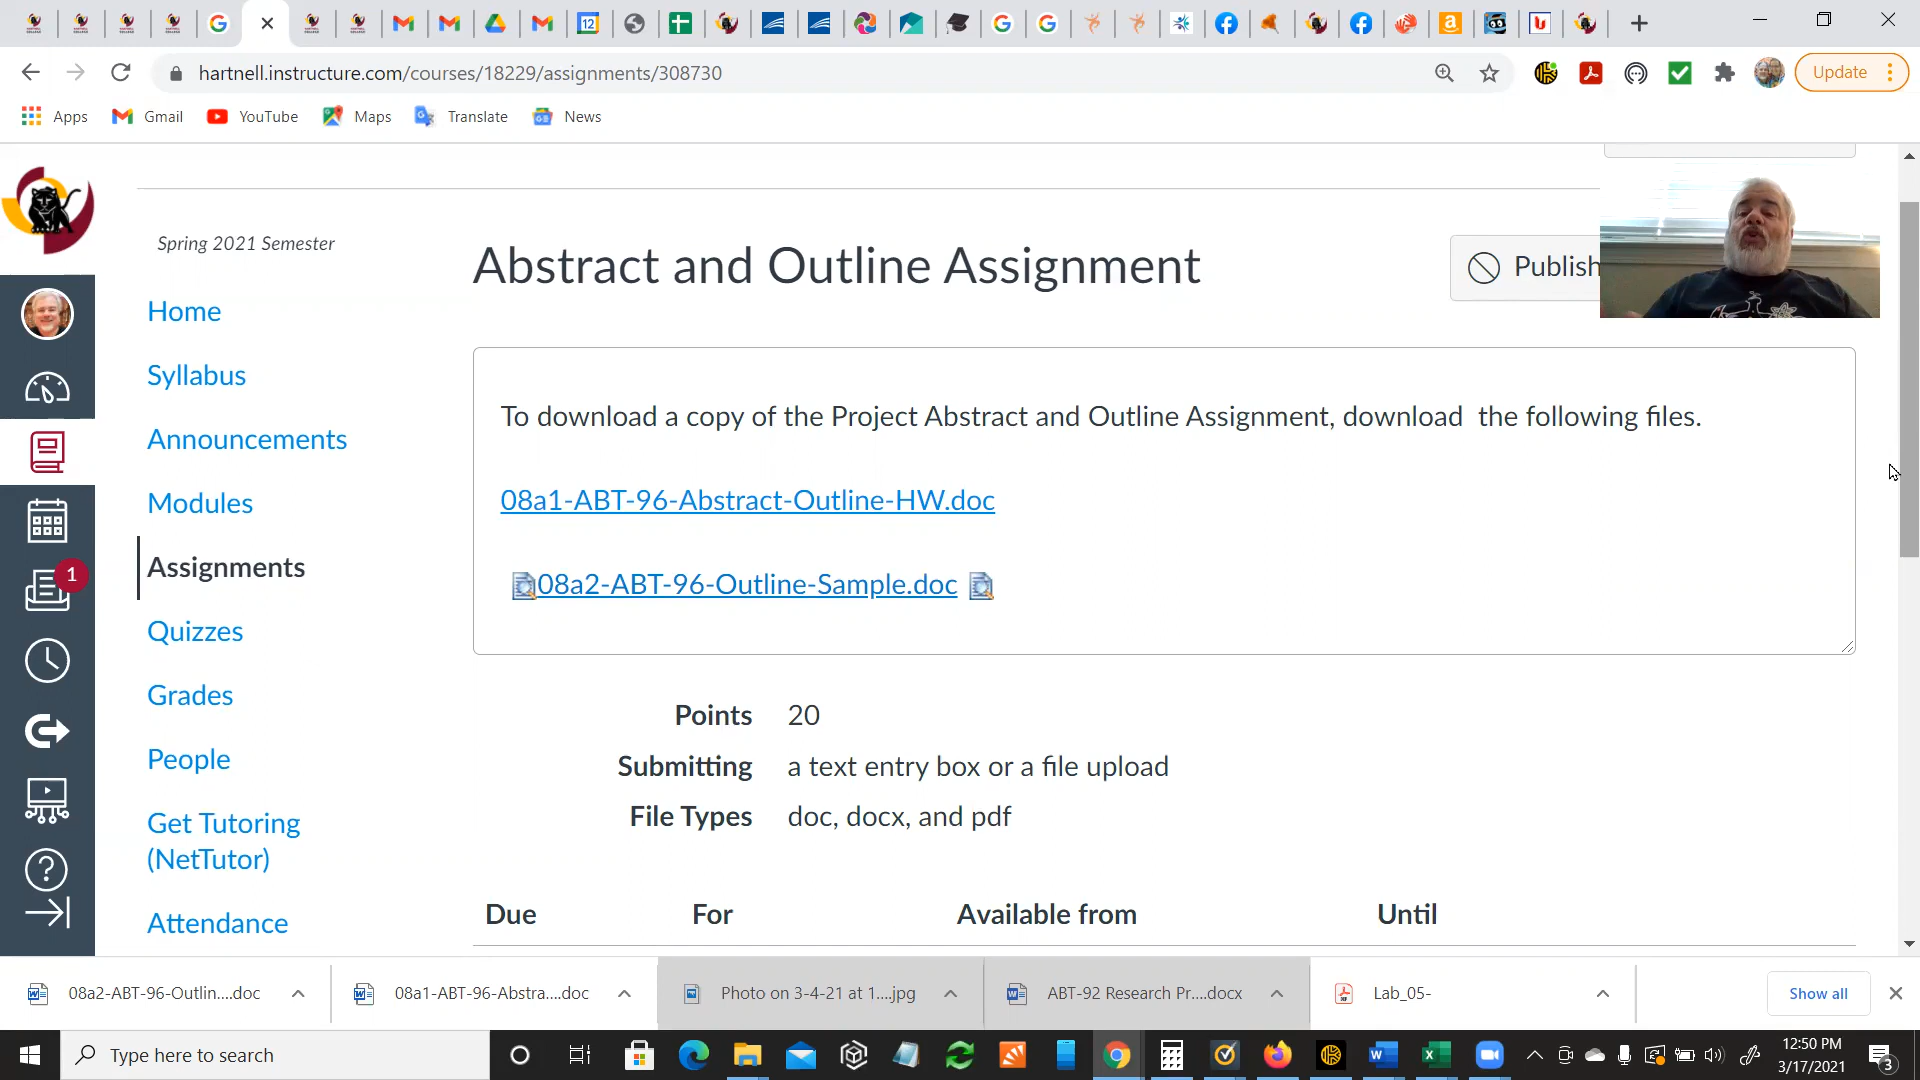 hartnell.instructure.com/courses/18229/assignments/308730
Update
Apps
Gmail
YouTube
Maps
Translate
News
Spring 2021 Semester
Home
Syllabus
Announcements
Modules
Assignments
Quizzes
Grades
People
Get Tutoring
(NetTutor)
Attendance
1
Abstract and Outline Assignment
Publish
To download a copy of the Project Abstract and Outline Assignment, download the following files.
08a1-ABT-96-Abstract-Outline-HW.doc
08a2-ABT-96-Outline-Sample.doc
Points 20
Submitting a text entry box or a file upload
File Types doc, docx, and pdf
Due For Available from Until
08a2-ABT-96-Outlin....doc
08a1-ABT-96-Abstra....doc
Photo on 3-4-21 at 1....jpg
ABT-92 Research Pr....docx
Lab_05-
Show all
Type here to search
12:50 PM
3/17/2021
3